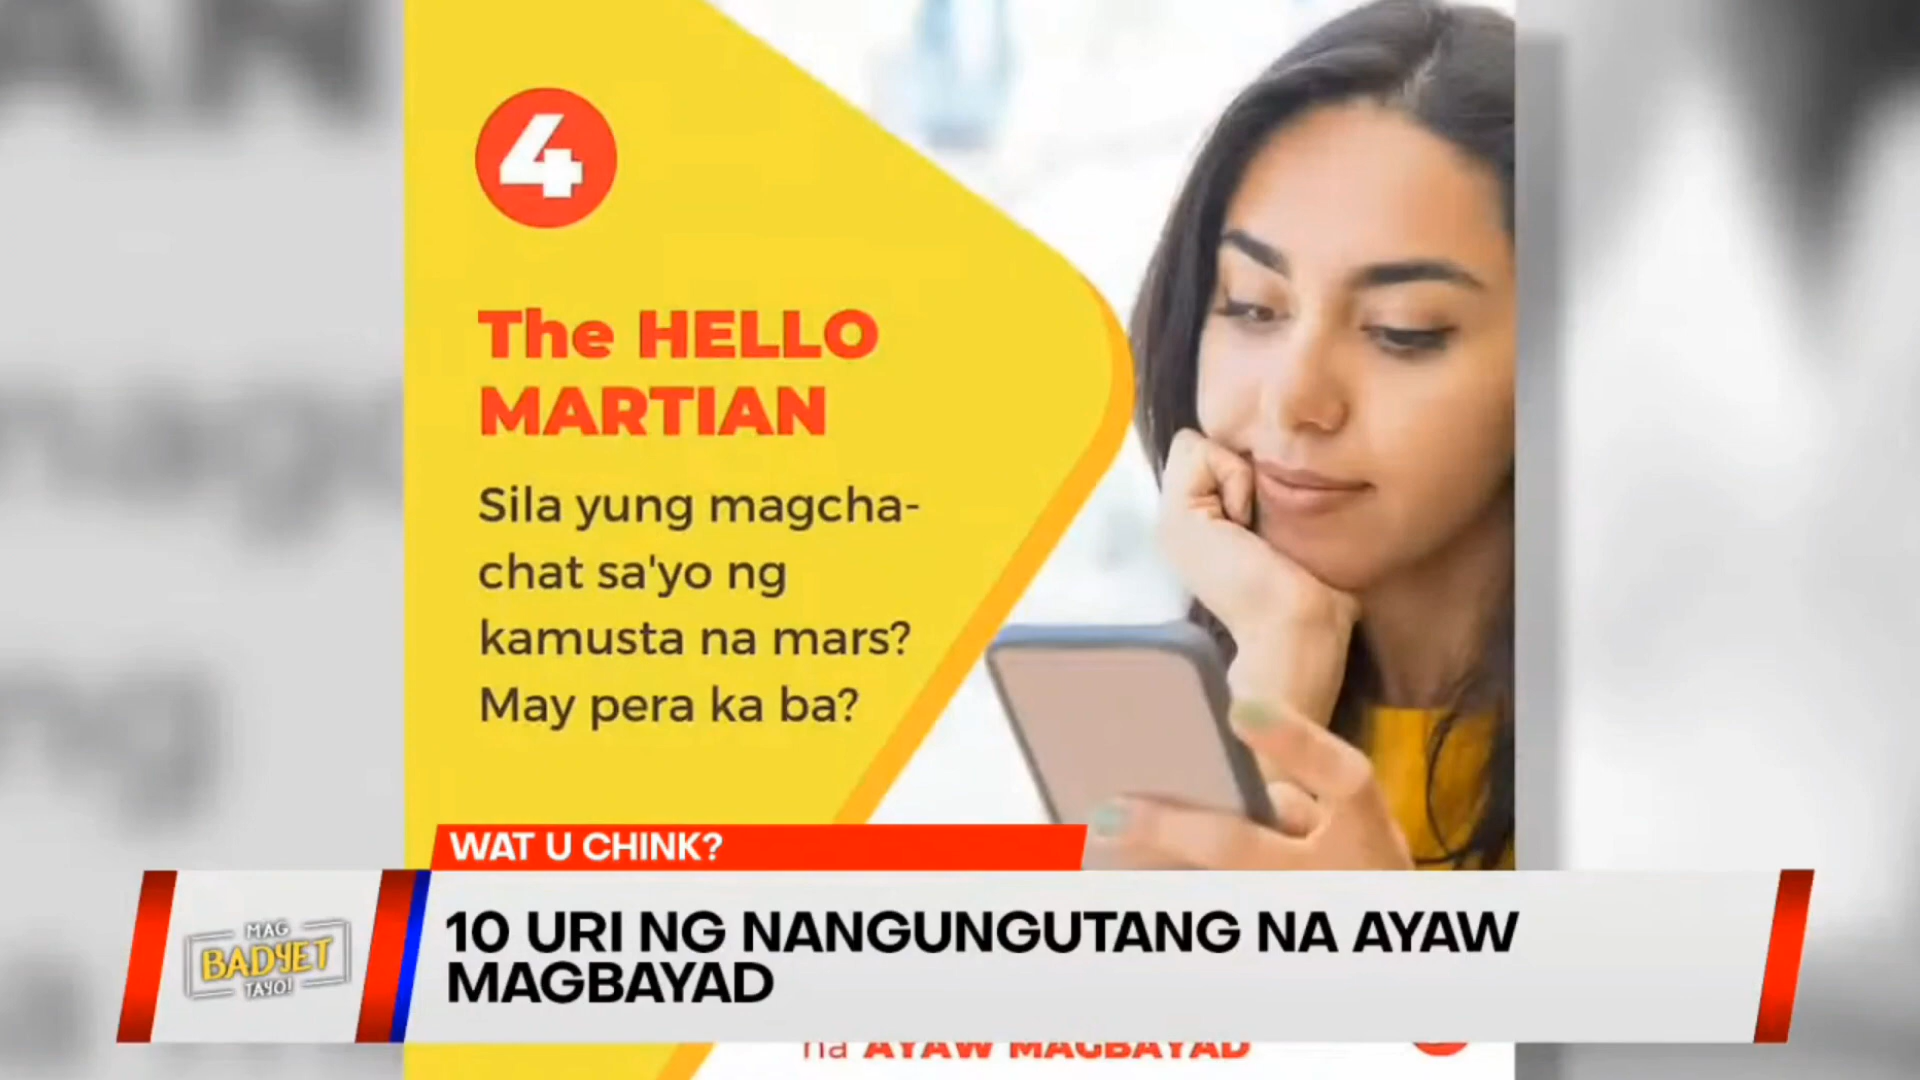 4
The HELLO
MARTIAN
Sila yung magcha-
chat sa'yo ng
kamusta na mars?
May pera ka ba?
WAT U CHINK?
MAG
BADYET
TAYO!
10 URI NG NANGUNGUTANG NA AYAW
MAGBAYAD
na AYAW MAGBAYAD